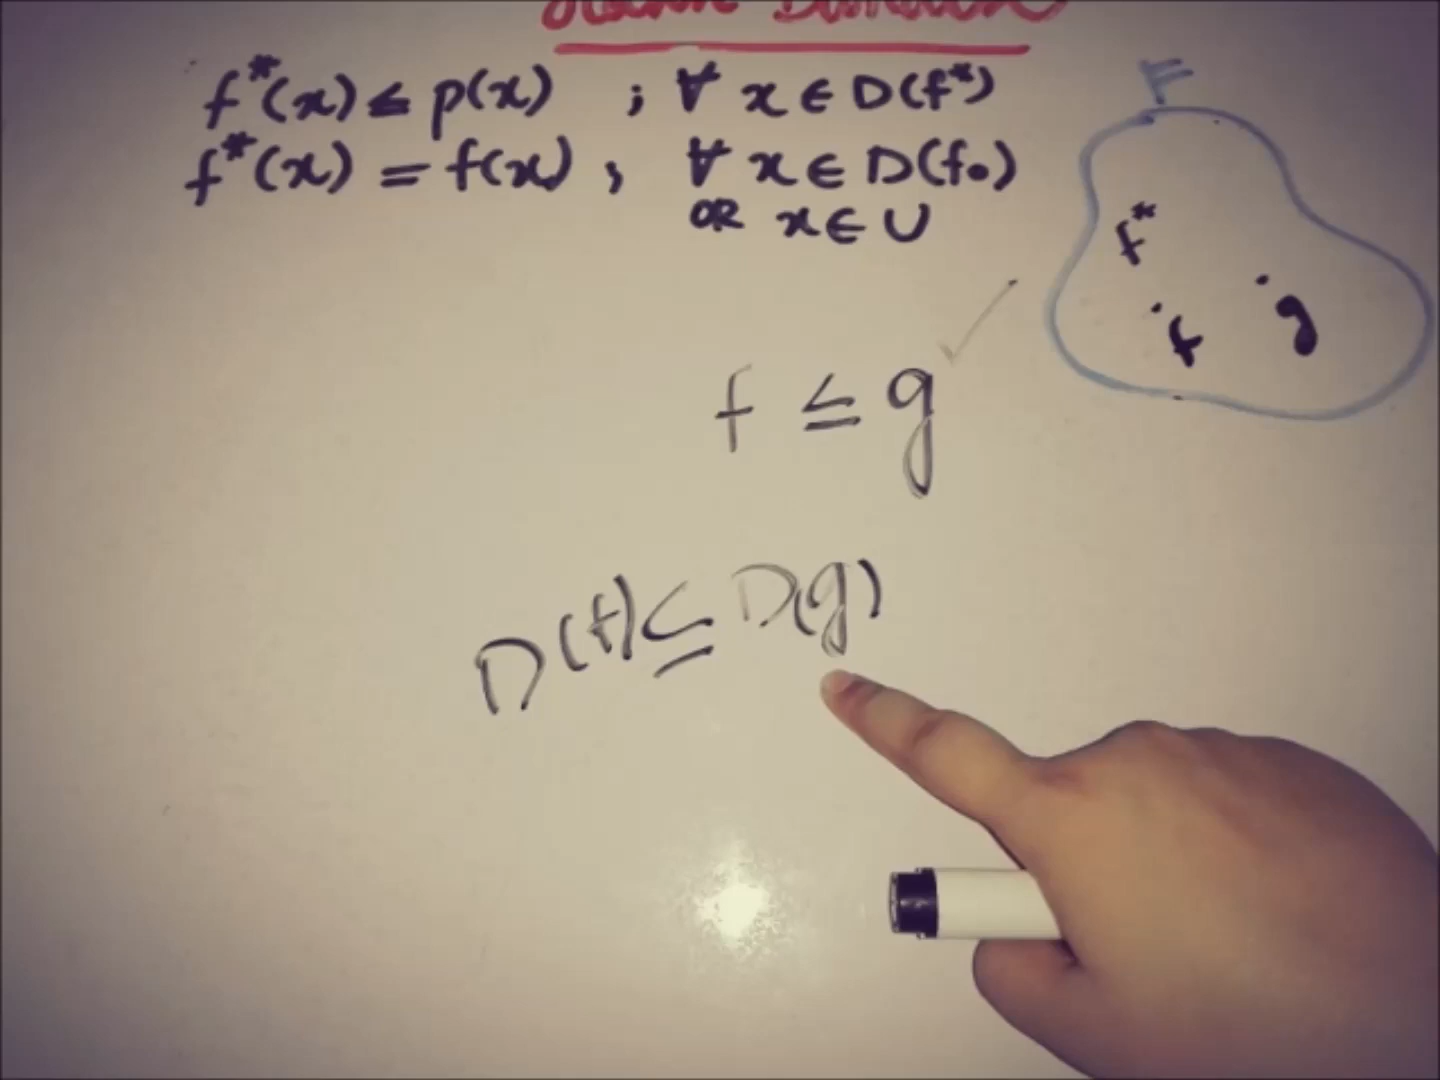 f*(x) ≤ p(x) ; ∀ x ∈ D(f*)
f*(x) = f(x) ; ∀ x ∈ D(f₀)
OR x ∈ U
F
f*
f
g
f ≤ g
D(f) ⊆ D(g)